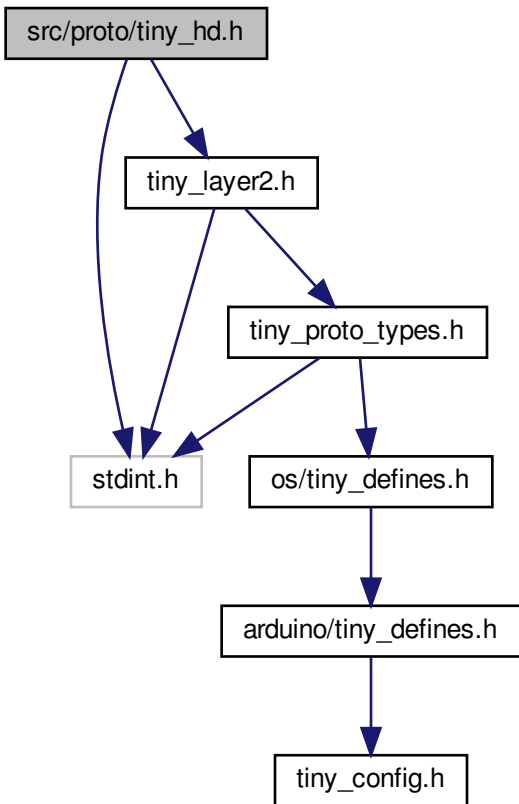 src/proto/tiny_hd.h
tiny_layer2.h
tiny_proto_types.h
stdint.h
os/tiny_defines.h
arduino/tiny_defines.h
tiny_config.h